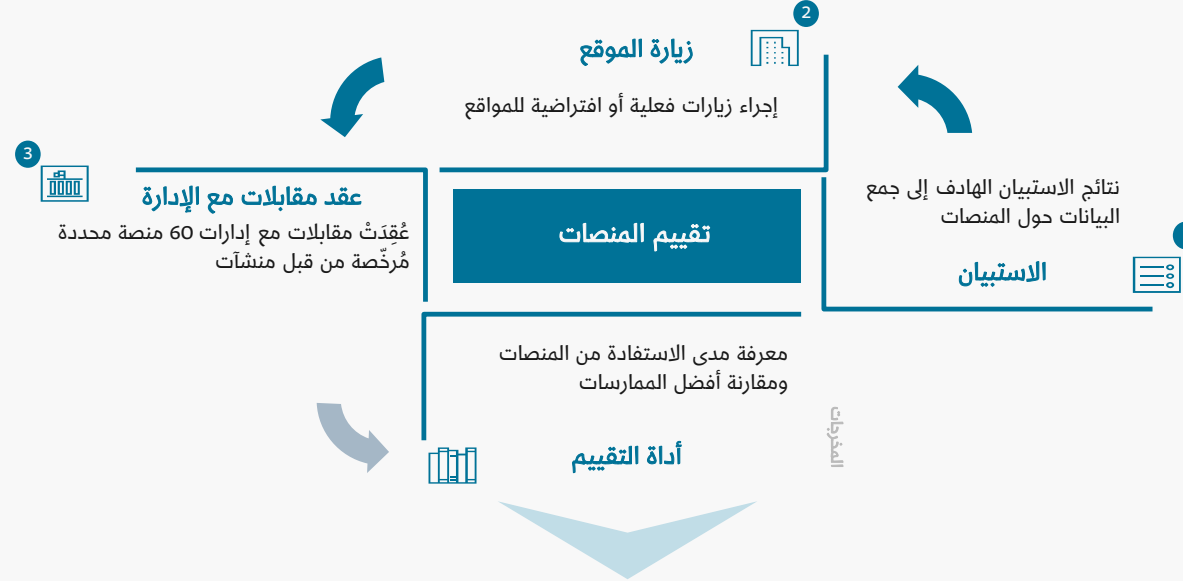 2
زيارة الموقع
إجراء زيارات فعلية أو افتراضية للمواقع
نتائج الاستبيان الهادف إلى جمع
البيانات حول المنصات
الاستبيان
تقييم المنصات
3
عقد مقابلات مع الإدارة
عُقِدَتْ مقابلات مع إدارات 60 منصة محددة
مُرخّصة من قبل منشآت
معرفة مدى الاستفادة من المنصات
ومقارنة أفضل الممارسات
أداة التقييم
المخرجات